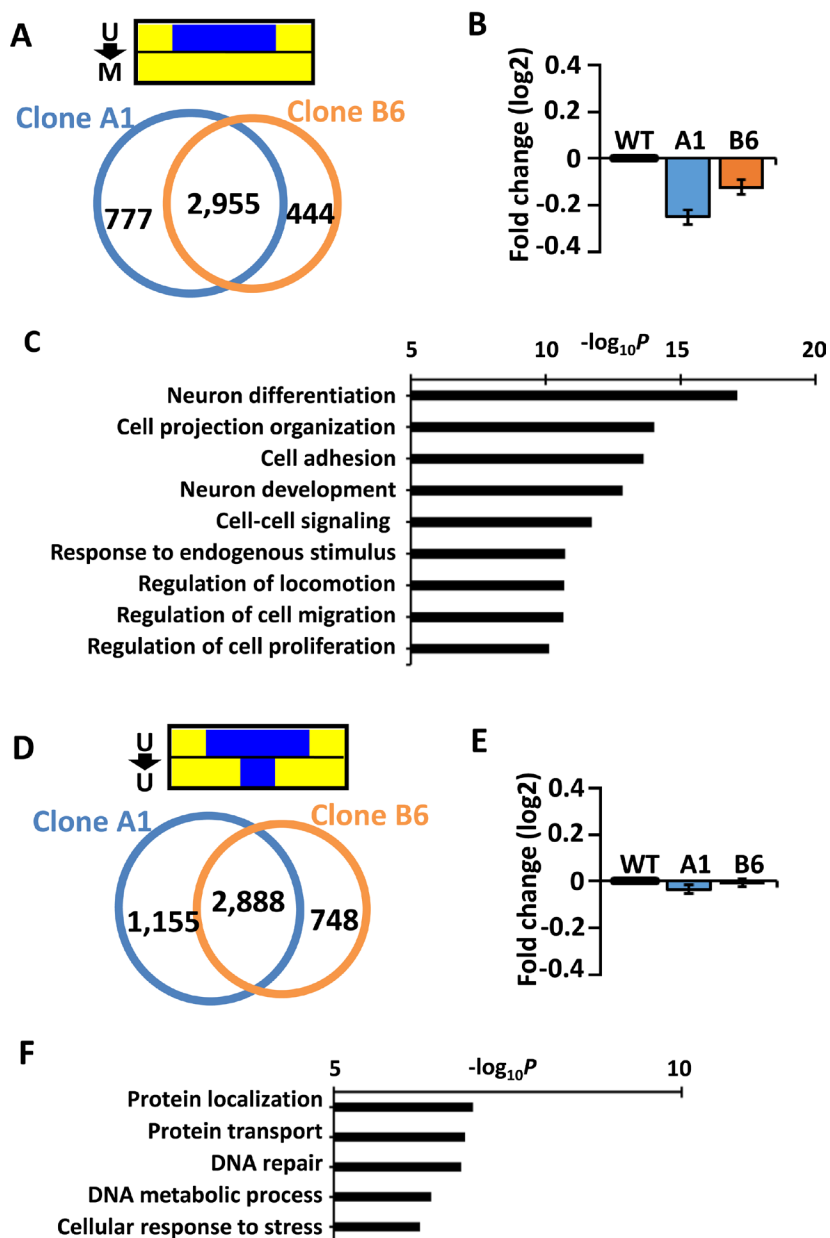 A
U
M
Clone A1
Clone B6
777
2,955
444
B
Fold change (log2)
0.4
0.2
0
-0.2
-0.4
WT A1 B6
C
5 10 -log10P 15 20
Neuron differentiation
Cell projection organization
Cell adhesion
Neuron development
Cell-cell signaling
Response to endogenous stimulus
Regulation of locomotion
Regulation of cell migration
Regulation of cell proliferation
D
U
U
Clone A1
Clone B6
1,155
2,888
748
E
Fold change (log2)
0.4
0.2
0
-0.2
-0.4
WT A1 B6
F
5 -log10P 10
Protein localization
Protein transport
DNA repair
DNA metabolic process
Cellular response to stress